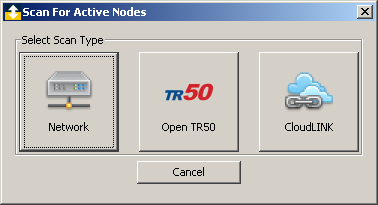 Scan For Active Nodes
Select Scan Type
TR50
Network
Open TR50
CloudLINK
Cancel